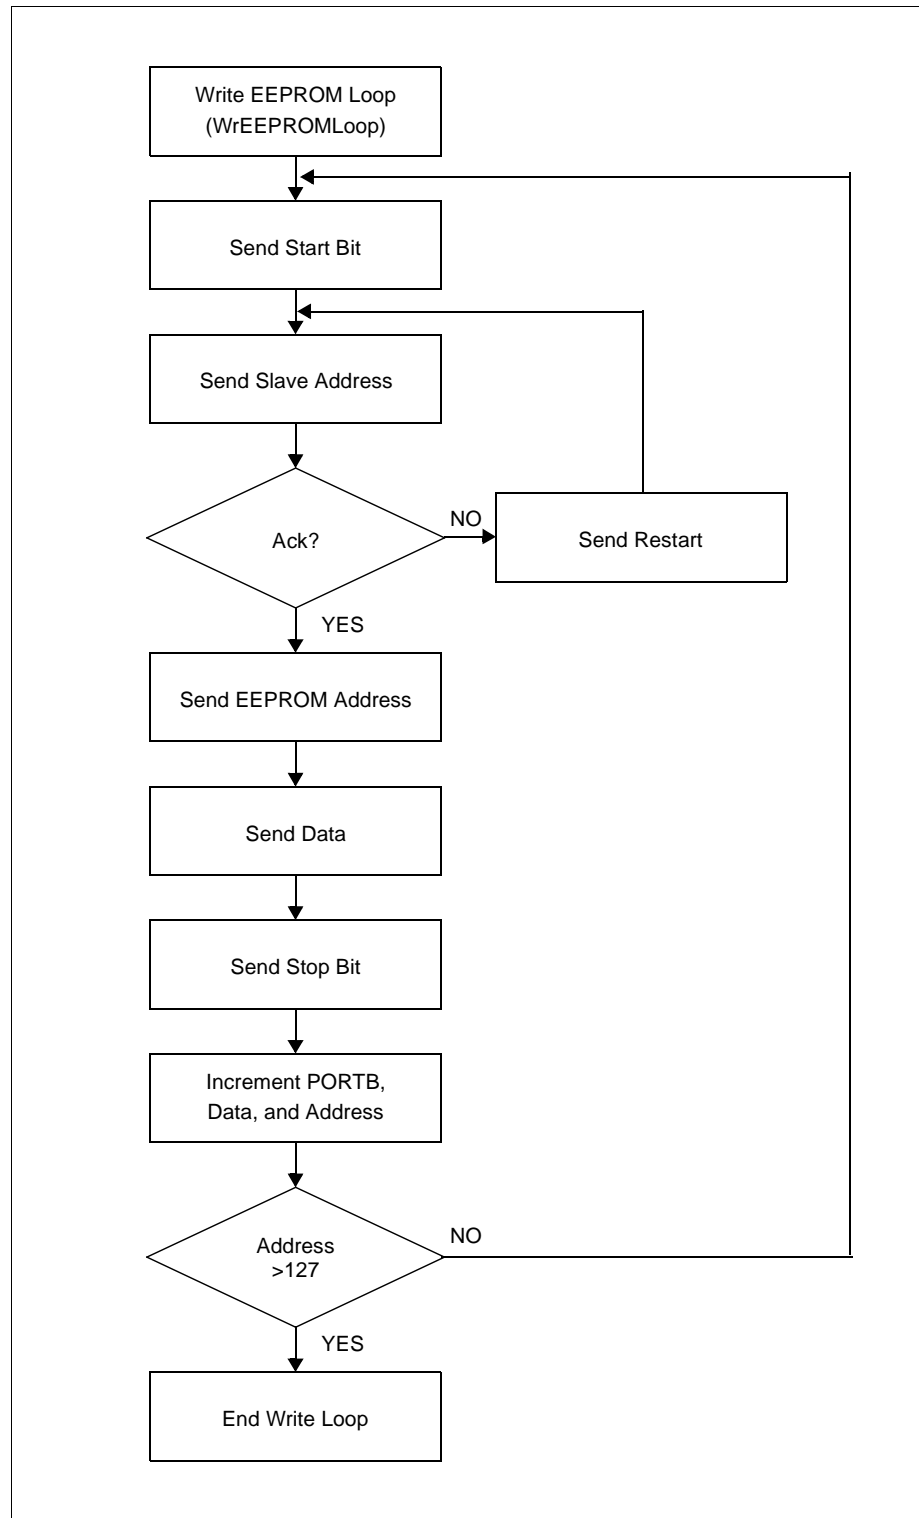 Write EEPROM Loop
(WrEEPROMLoop)
Send Start Bit
Send Slave Address
Ack?
NO
Send Restart
YES
Send EEPROM Address
Send Data
Send Stop Bit
Increment PORTB,
Data, and Address
Address
>127
NO
YES
End Write Loop